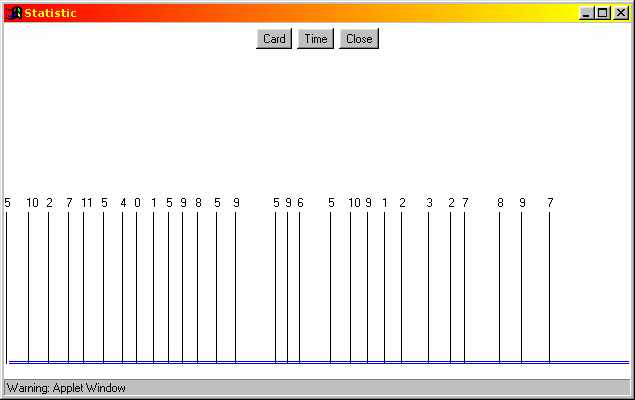 Statistic
Card Time Close
5 10 2 7 11 5 4 0 1 5 9 8 5 9 5 9 6 5 10 9 1 2 3 2 7 8 9 7
Warning: Applet Window